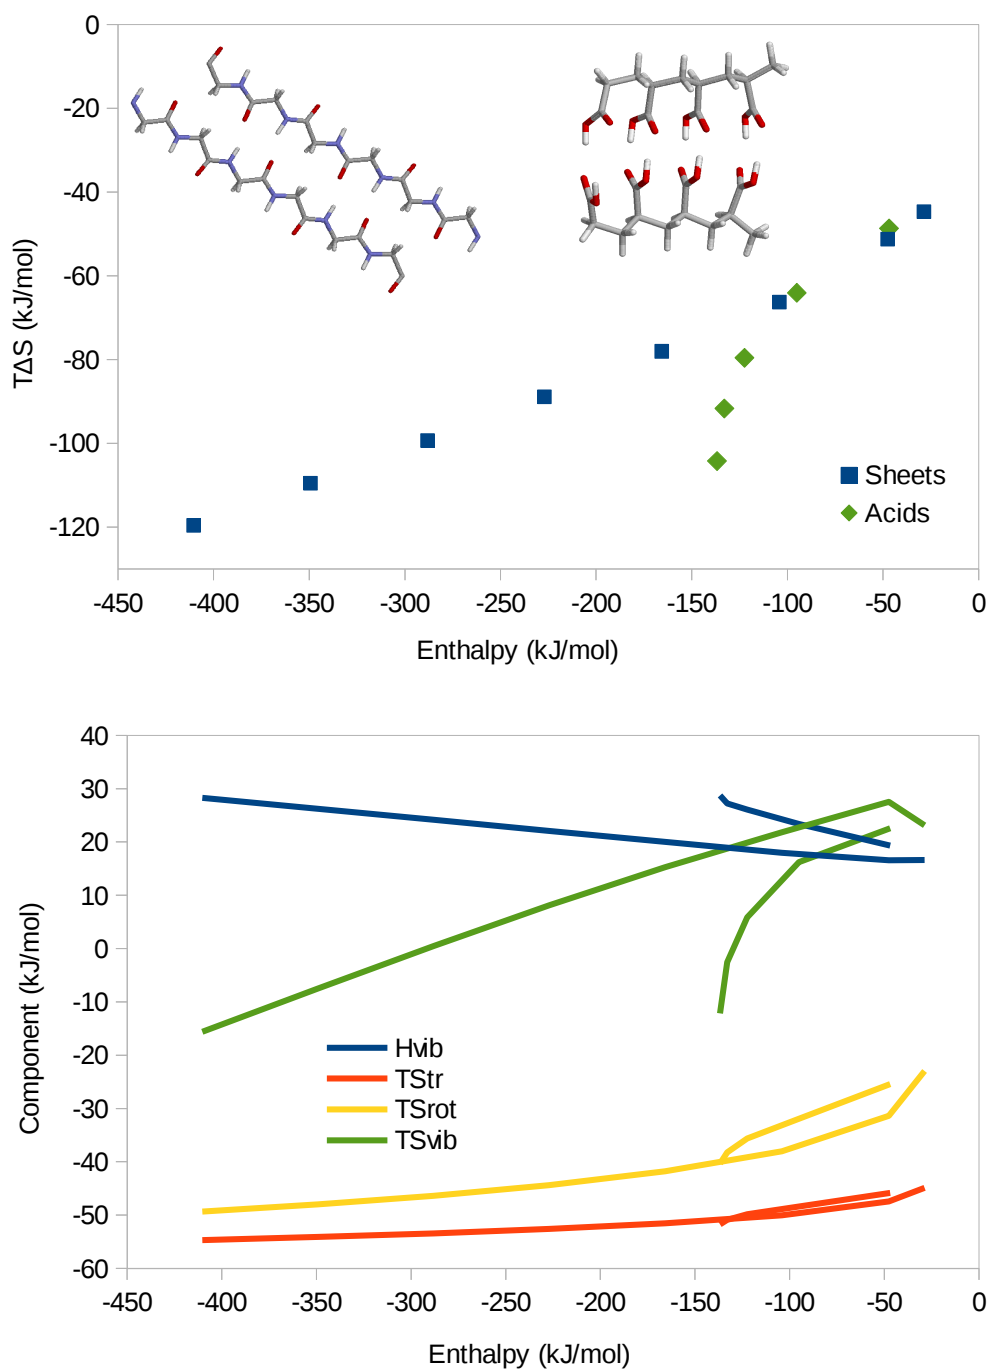 0
-20
-40
-60
-80
-100
-120
TΔS (kJ/mol)
Sheets
Acids
-450 -400 -350 -300 -250 -200 -150 -100 -50 0
Enthalpy (kJ/mol)
40
30
20
10
0
-10
-20
-30
-40
-50
-60
Component (kJ/mol)
Hvib
TStr
TSrot
TSvib
-450 -400 -350 -300 -250 -200 -150 -100 -50 0
Enthalpy (kJ/mol)